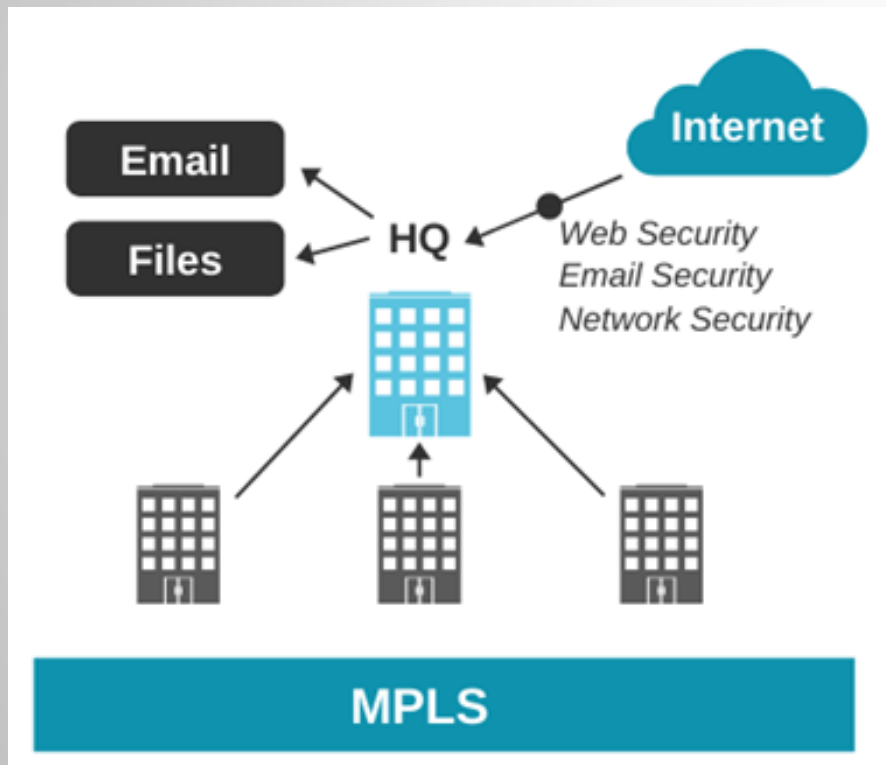 Internet
Email
HQ
Files
Web Security
Email Security
Network Security
MPLS